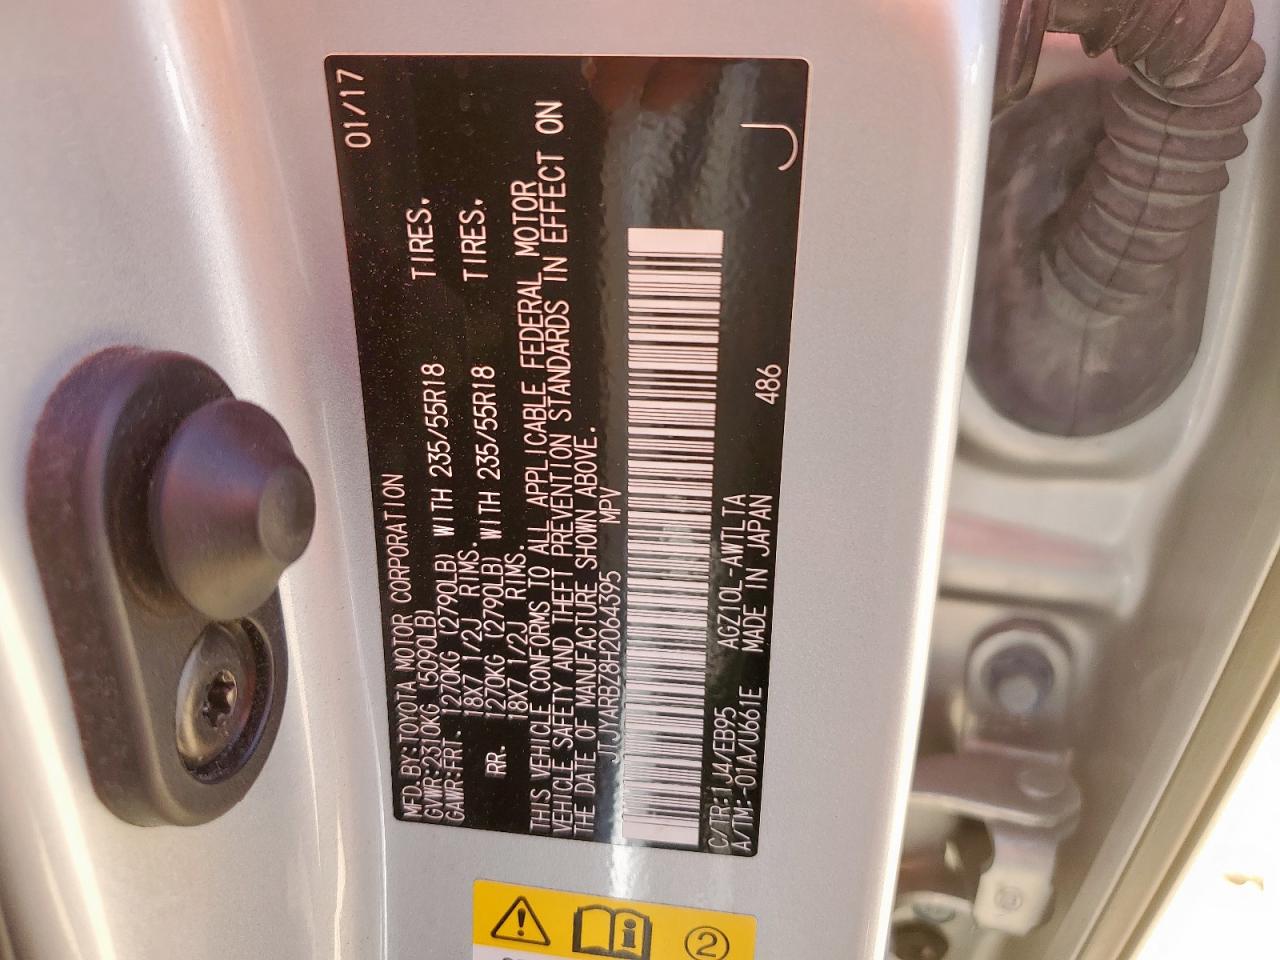 MFD.BY:TOYOTA MOTOR CORPORATION 01/17
GVWR:2310KG (5090LB)
GAWR:FRT. 1270KG (2790LB) WITH 235/55R18 TIRES.
18X7 1/2J RIMS.
RR. 1270KG (2790LB) WITH 235/55R18 TIRES.
18X7 1/2J RIMS.
THIS VEHICLE CONFORMS TO ALL APPLICABLE FEDERAL MOTOR
VEHICLE SAFETY AND THEFT PREVENTION STANDARDS IN EFFECT ON
THE DATE OF MANUFACTURE SHOWN ABOVE.
JTJYARBZ8H2064395 MPV
C/TR:1J4/EB95 AGZ10L-AWTLTA 486 J
A/TM:-01A/U661E MADE IN JAPAN
! i 2